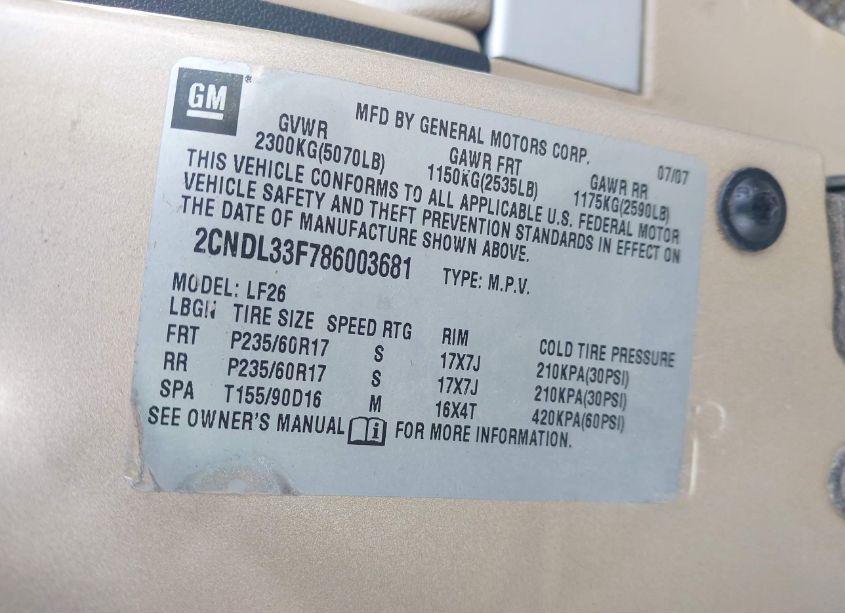 GM
MFD BY GENERAL MOTORS CORP. 07/07
GVWR GAWR FRT GAWR RR
2300KG(5070LB) 1150KG(2535LB) 1175KG(2590LB)
THIS VEHICLE CONFORMS TO ALL APPLICABLE U.S. FEDERAL MOTOR
VEHICLE SAFETY AND THEFT PREVENTION STANDARDS IN EFFECT ON
THE DATE OF MANUFACTURE SHOWN ABOVE.
2CNDL33F786003681 TYPE: M.P.V.
MODEL: LF26
LBGN TIRE SIZE SPEED RTG RIM COLD TIRE PRESSURE
FRT P235/60R17 S 17X7J 210KPA(30PSI)
RR P235/60R17 S 17X7J 210KPA(30PSI)
SPA T155/90D16 M 16X4T 420KPA(60PSI)
SEE OWNER'S MANUAL i FOR MORE INFORMATION.